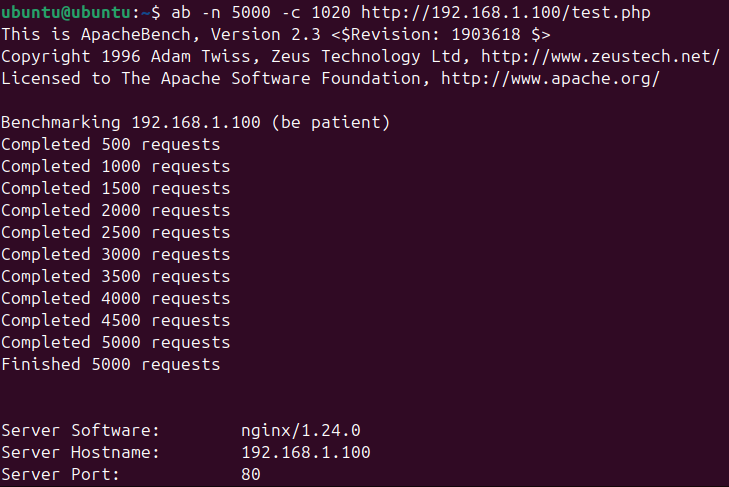 ubuntu@ubuntu:~$ ab -n 5000 -c 1020 http://192.168.1.100/test.php
This is ApacheBench, Version 2.3 <$Revision: 1903618 $>
Copyright 1996 Adam Twiss, Zeus Technology Ltd, http://www.zeustech.net/
Licensed to The Apache Software Foundation, http://www.apache.org/

Benchmarking 192.168.1.100 (be patient)
Completed 500 requests
Completed 1000 requests
Completed 1500 requests
Completed 2000 requests
Completed 2500 requests
Completed 3000 requests
Completed 3500 requests
Completed 4000 requests
Completed 4500 requests
Completed 5000 requests
Finished 5000 requests

Server Software:        nginx/1.24.0
Server Hostname:        192.168.1.100
Server Port:            80